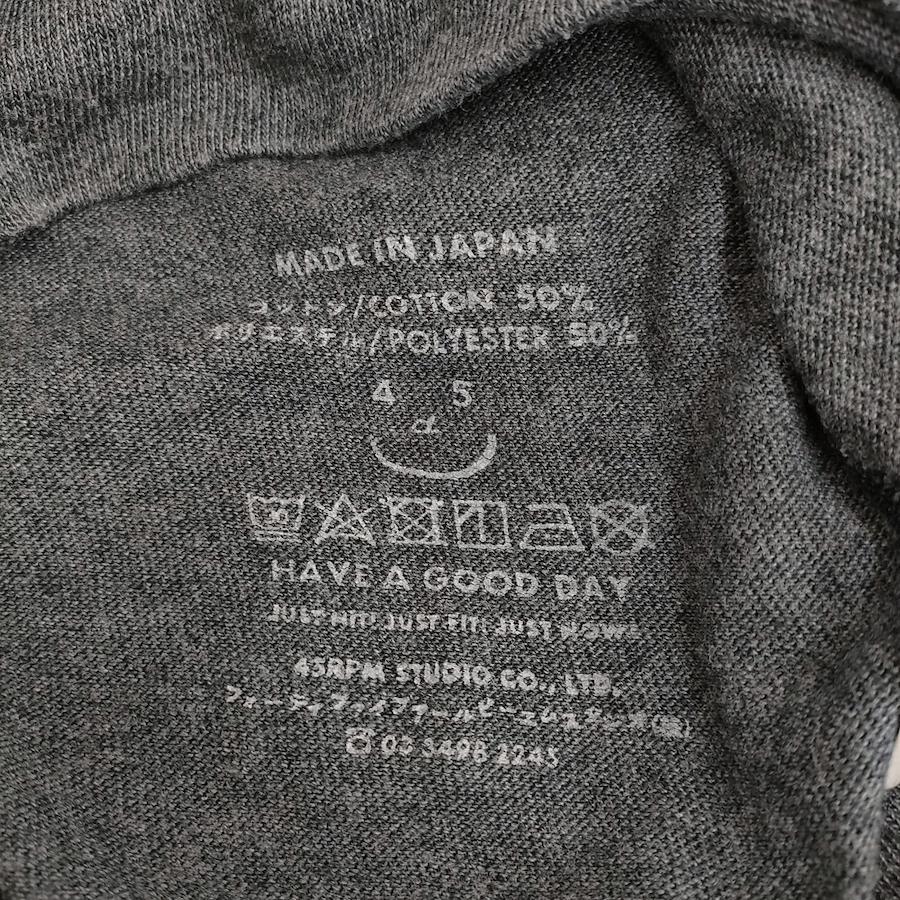 MADE IN JAPAN
コットン/COTTON 50%
ポリエステル/POLYESTER 50%
4 5
d
HAVE A GOOD DAY
JUST HIT! JUST FIT! JUST NOW!
45RPM STUDIO CO., LTD.
フォーティファイブアールピーエムスタジオ(株)
☎03 3498 2245